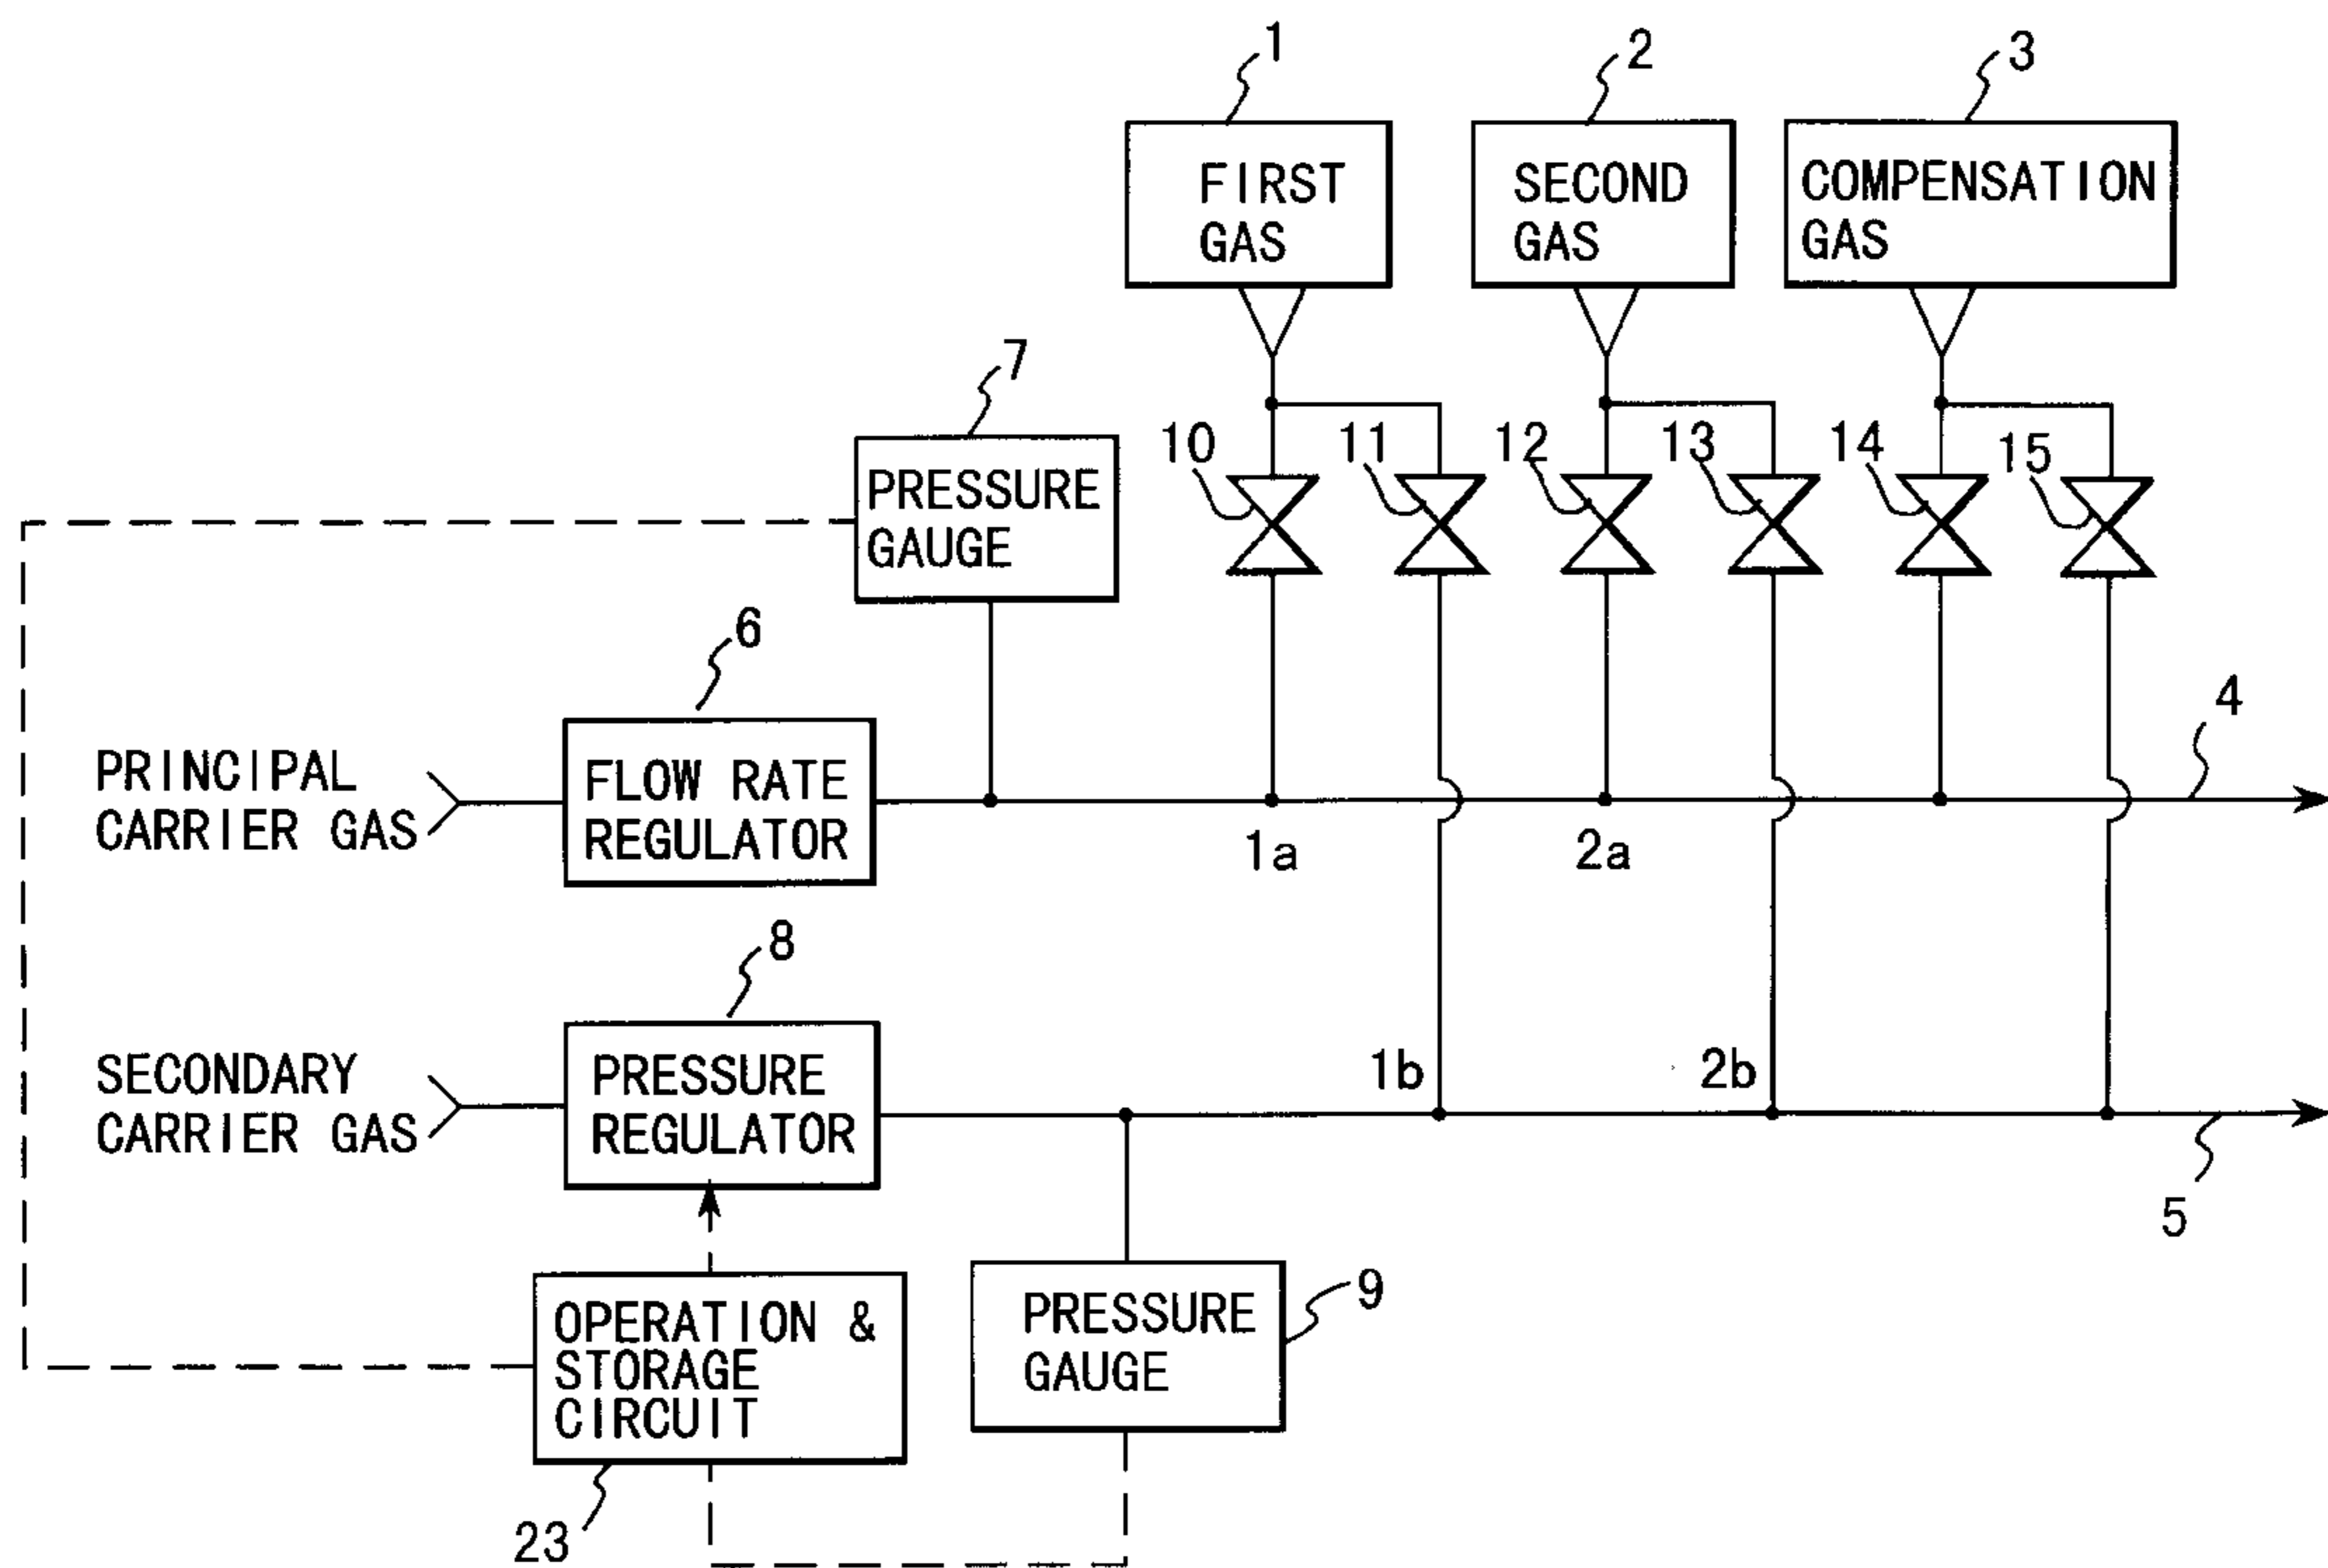 1
2
3
FIRST
GAS
SECOND
GAS
COMPENSATION
GAS
7
PRESSURE
GAUGE
10
11
12
13
14
15
6
4
PRINCIPAL
CARRIER GAS
FLOW RATE
REGULATOR
1a
2a
8
SECONDARY
CARRIER GAS
PRESSURE
REGULATOR
1b
2b
5
OPERATION &
STORAGE
CIRCUIT
PRESSURE
GAUGE
9
23